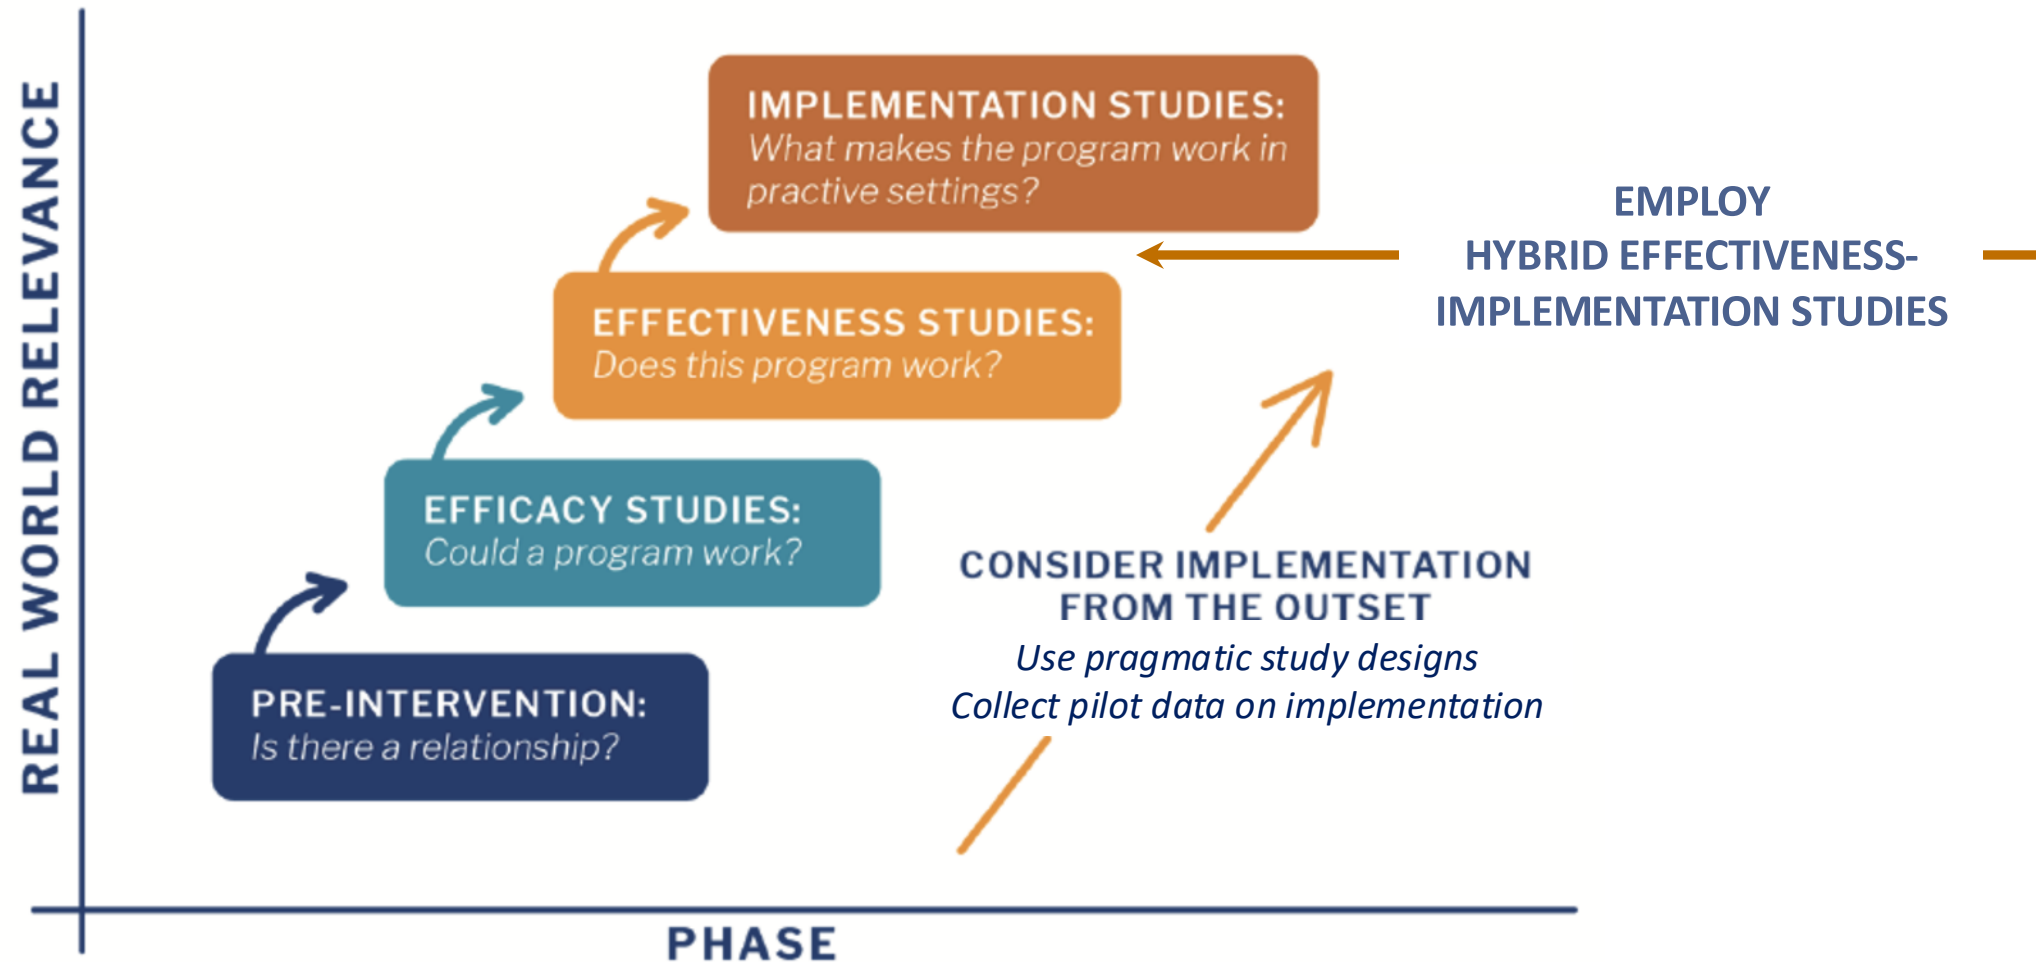 REAL WORLD RELEVANCE
IMPLEMENTATION STUDIES:
What makes the program work in
practive settings?
EMPLOY
HYBRID EFFECTIVENESS-
IMPLEMENTATION STUDIES
EFFECTIVENESS STUDIES:
Does this program work?
EFFICACY STUDIES:
Could a program work?
CONSIDER IMPLEMENTATION
FROM THE OUTSET
Use pragmatic study designs
Collect pilot data on implementation
PRE-INTERVENTION:
Is there a relationship?
PHASE